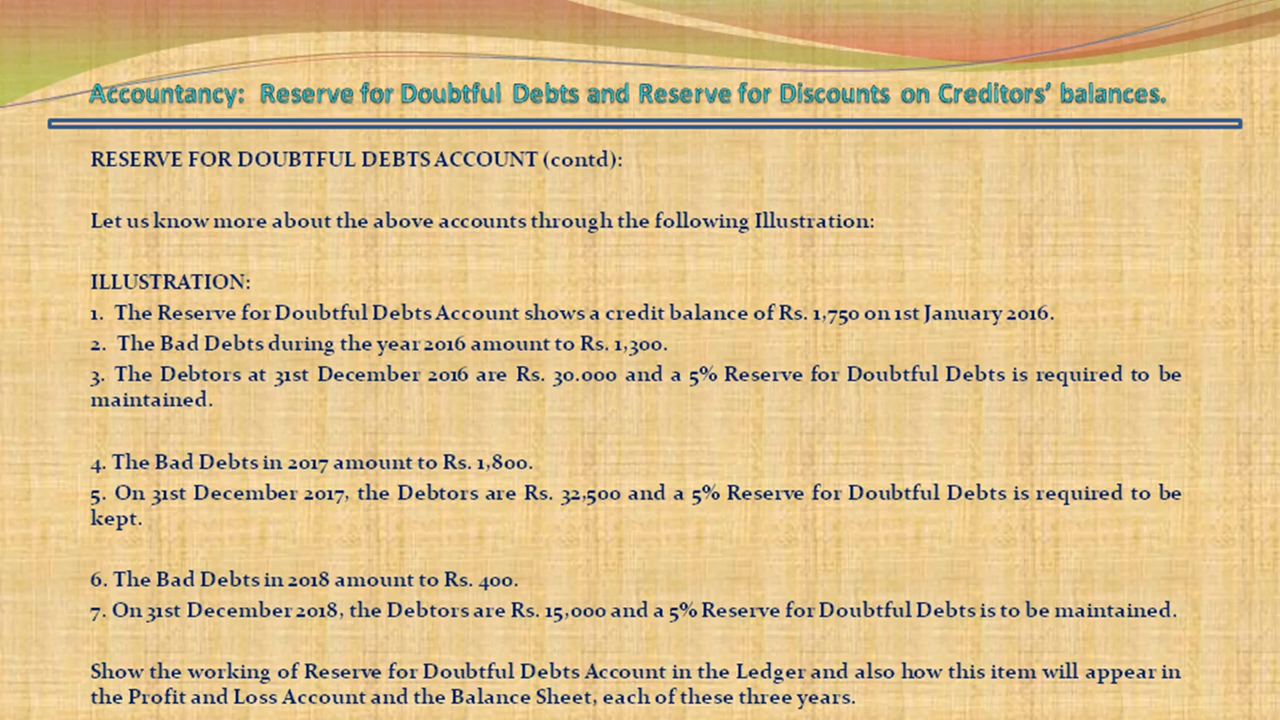 Accountancy: Reserve for Doubtful Debts and Reserve for Discounts on Creditors' balances.
RESERVE FOR DOUBTFUL DEBTS ACCOUNT (contd):
Let us know more about the above accounts through the following Illustration:
ILLUSTRATION:
1. The Reserve for Doubtful Debts Account shows a credit balance of Rs. 1,750 on 1st January 2016.
2. The Bad Debts during the year 2016 amount to Rs. 1,300.
3. The Debtors at 31st December 2016 are Rs. 30.000 and a 5% Reserve for Doubtful Debts is required to be
maintained.
4. The Bad Debts in 2017 amount to Rs. 1,800.
5. On 31st December 2017, the Debtors are Rs. 32,500 and a 5% Reserve for Doubtful Debts is required to be
kept.
6. The Bad Debts in 2018 amount to Rs. 400.
7. On 31st December 2018, the Debtors are Rs. 15,000 and a 5% Reserve for Doubtful Debts is to be maintained.
Show the working of Reserve for Doubtful Debts Account in the Ledger and also how this item will appear in
the Profit and Loss Account and the Balance Sheet, each of these three years.